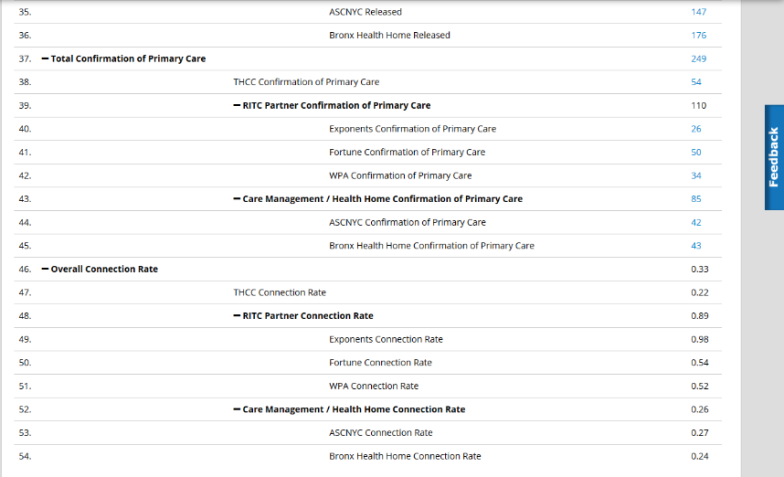 35. ASCNYC Released 147
36. Bronx Health Home Released 176
37. − Total Confirmation of Primary Care 249
38. THCC Confirmation of Primary Care 54
39. − RITC Partner Confirmation of Primary Care 110
40. Exponents Confirmation of Primary Care 26
41. Fortune Confirmation of Primary Care 50
42. WPA Confirmation of Primary Care 34
43. − Care Management / Health Home Confirmation of Primary Care 85
44. ASCNYC Confirmation of Primary Care 42
45. Bronx Health Home Confirmation of Primary Care 43
46. − Overall Connection Rate 0.33
47. THCC Connection Rate 0.22
48. − RITC Partner Connection Rate 0.89
49. Exponents Connection Rate 0.98
50. Fortune Connection Rate 0.54
51. WPA Connection Rate 0.52
52. − Care Management / Health Home Connection Rate 0.26
53. ASCNYC Connection Rate 0.27
54. Bronx Health Home Connection Rate 0.24
Feedback